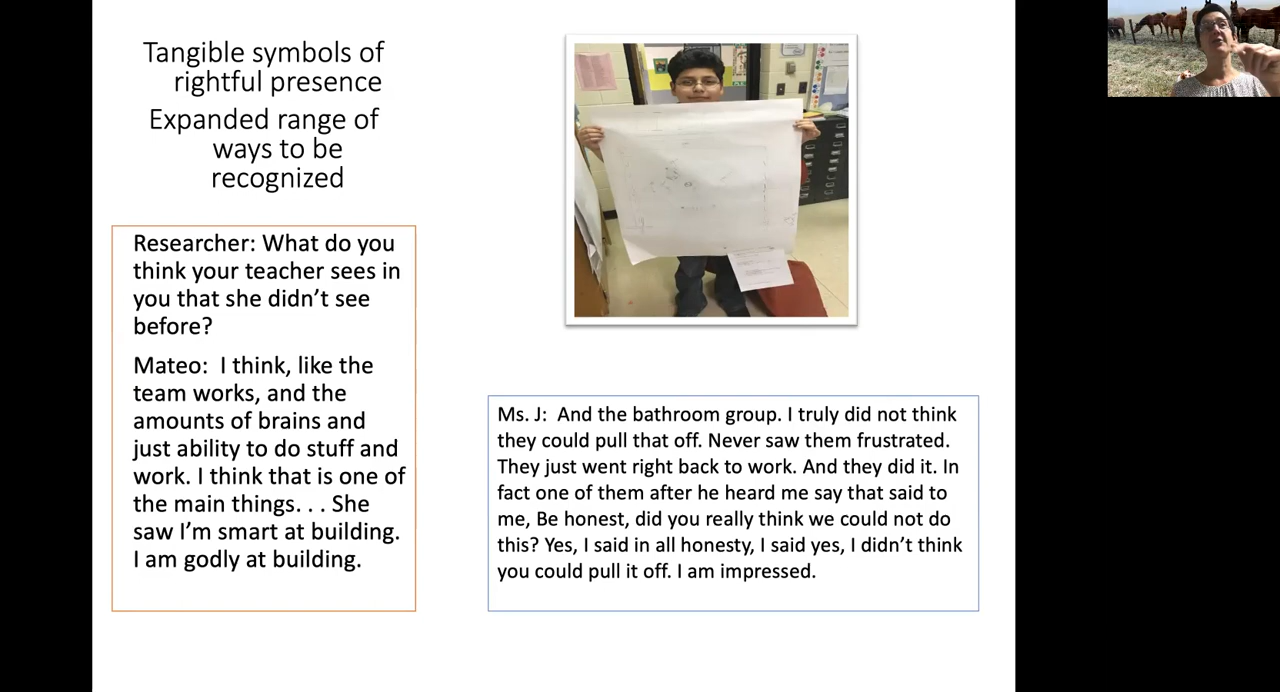 Tangible symbols of
rightful presence
Expanded range of
ways to be
recognized
Researcher: What do you
think your teacher sees in
you that she didn’t see
before?
Mateo:  I think, like the
team works, and the
amounts of brains and
just ability to do stuff and
work. I think that is one of
the main things. . . She
saw I’m smart at building.
I am godly at building.
Ms. J:  And the bathroom group. I truly did not think
they could pull that off. Never saw them frustrated.
They just went right back to work. And they did it. In
fact one of them after he heard me say that said to
me, Be honest, did you really think we could not do
this? Yes, I said in all honesty, I said yes, I didn’t think
you could pull it off. I am impressed.